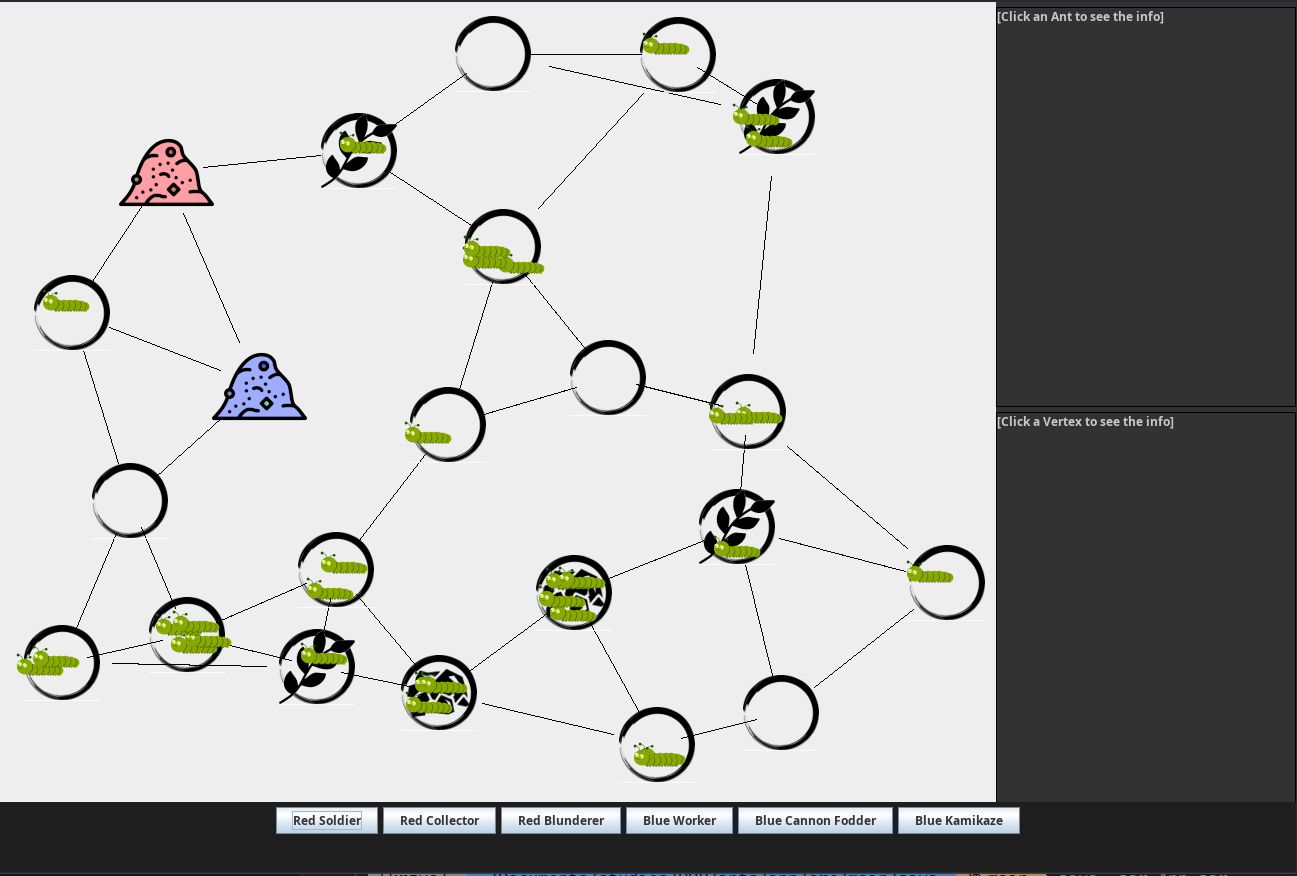 [Click an Ant to see the info]
[Click a Vertex to see the info]
Red Soldier
Red Collector
Red Blunderer
Blue Worker
Blue Cannon Fodder
Blue Kamikaze